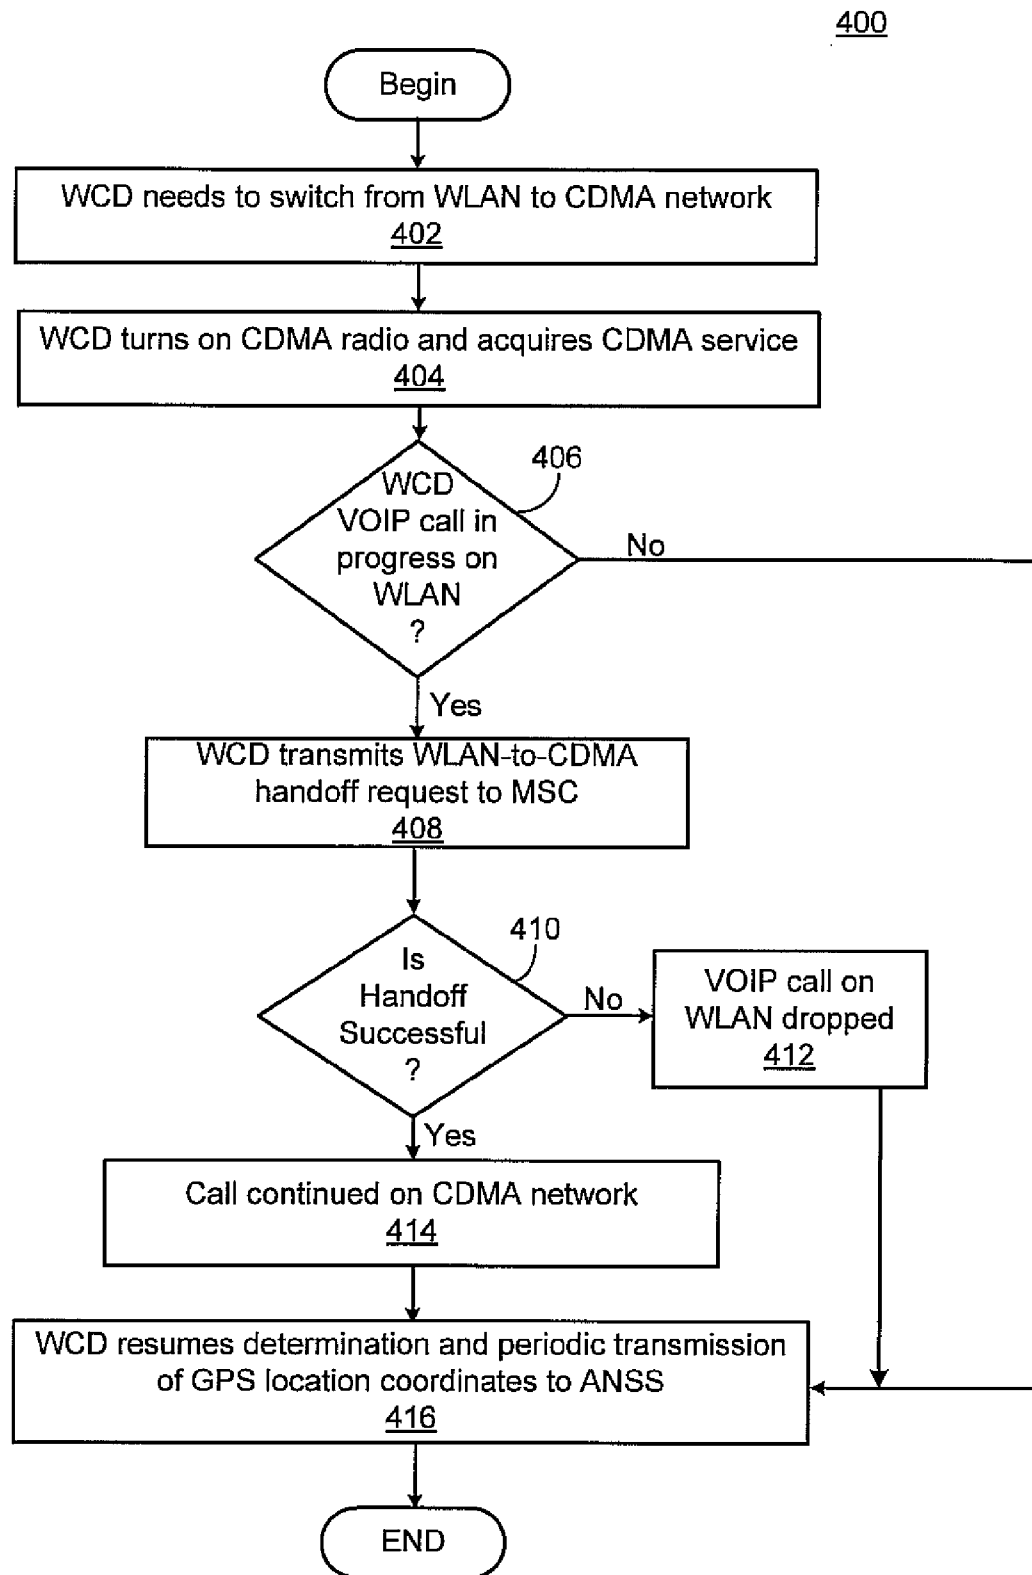 400
Begin
WCD needs to switch from WLAN to CDMA network
402
WCD turns on CDMA radio and acquires CDMA service
404
406
WCD
VOIP call in
progress on
WLAN
?
No
Yes
WCD transmits WLAN-to-CDMA
handoff request to MSC
408
410
Is
Handoff
Successful
?
No
VOIP call on
WLAN dropped
412
Yes
Call continued on CDMA network
414
WCD resumes determination and periodic transmission
of GPS location coordinates to ANSS
416
END